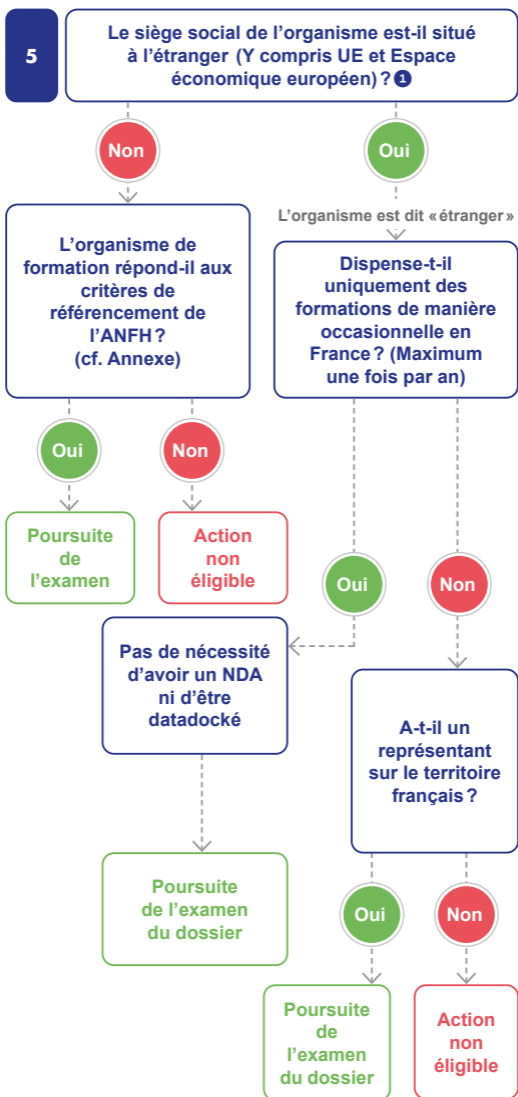 5
Le siège social de l'organisme est-il situé
à l'étranger (Y compris UE et Espace
économique européen) ? ❶
Non
Oui
L'organisme est dit « étranger »
L'organisme de
formation répond-il aux
critères de
référencement de
l'ANFH ?
(cf. Annexe)
Dispense-t-il
uniquement des
formations de manière
occasionnelle en
France ? (Maximum
une fois par an)
Oui
Non
Poursuite
de
l'examen
Action
non
éligible
Oui
Non
Pas de nécessité
d'avoir un NDA
ni d'être
datadocké
A-t-il un
représentant
sur le territoire
français ?
Poursuite
de l'examen
du dossier
Oui
Non
Poursuite
de
l'examen
du dossier
Action
non
éligible